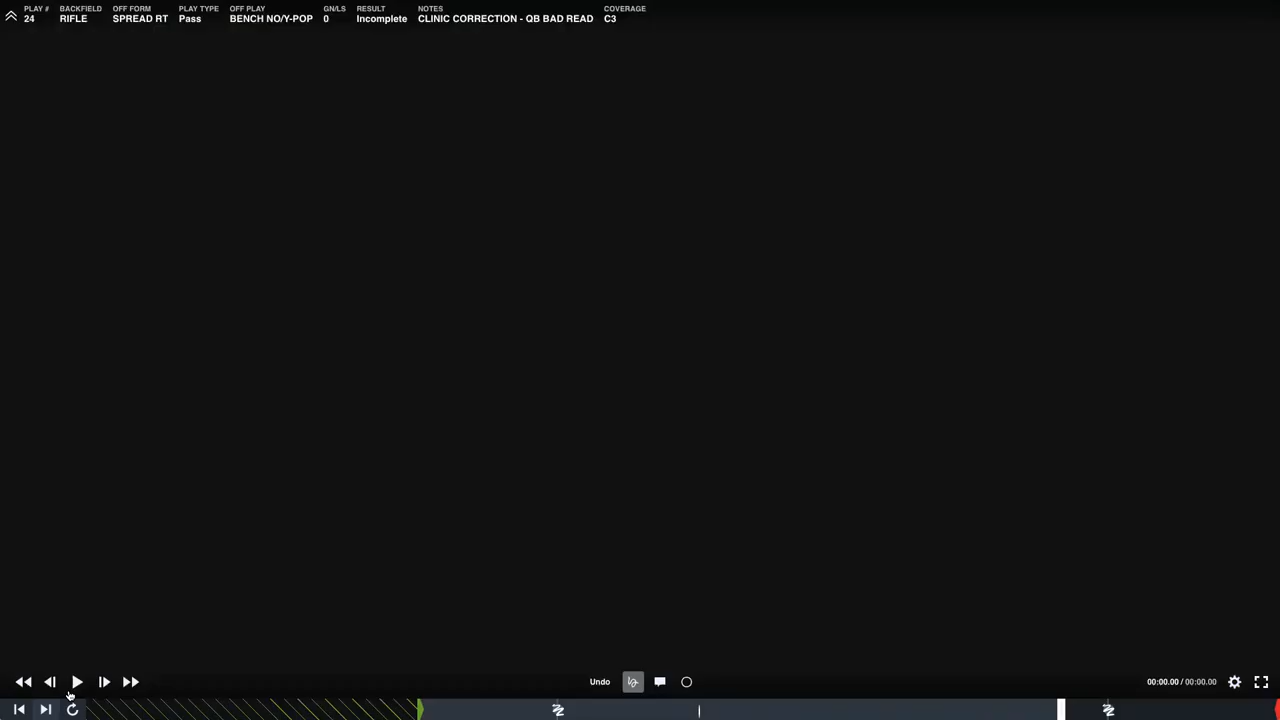 PLAY # BACKFIELD OFF FORM PLAY TYPE OFF PLAY GN/LS RESULT NOTES COVERAGE
24 RIFLE SPREAD RT Pass BENCH NO/Y-POP 0 Incomplete CLINIC CORRECTION - QB BAD READ C3
Undo 00:00.00 / 00:00.00